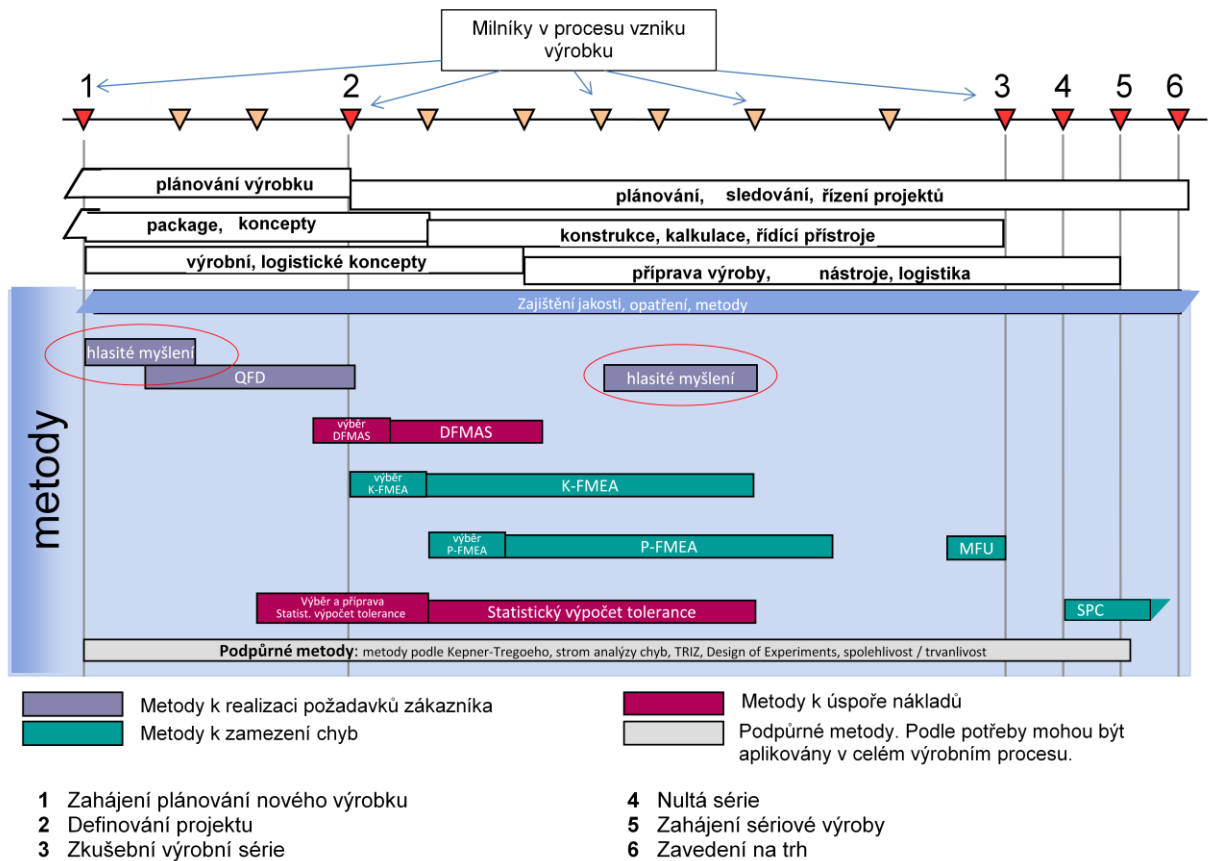 Milníky v procesu vzniku
výrobku
1
2
3
4
5
6
plánování výrobku
plánování, sledování, řízení projektů
package, koncepty
konstrukce, kalkulace, řídící přístroje
výrobní, logistické koncepty
příprava výroby, nástroje, logistika
metody
Zajištění jakosti, opatření, metody
hlasité myšlení
QFD
hlasité myšlení
výběr
DFMAS
DFMAS
výběr
K-FMEA
K-FMEA
výběr
P-FMEA
P-FMEA
MFU
Výběr a příprava
Statist. výpočet tolerance
Statistický výpočet tolerance
SPC
Podpůrné metody: metody podle Kepner-Tregoeho, strom analýzy chyb, TRIZ, Design of Experiments, spolehlivost / trvanlivost
Metody k realizaci požadavků zákazníka
Metody k zamezení chyb
Metody k úspoře nákladů
Podpůrné metody. Podle potřeby mohou být
aplikovány v celém výrobním procesu.
1 Zahájení plánování nového výrobku
2 Definování projektu
3 Zkušební výrobní série
4 Nultá série
5 Zahájení sériové výroby
6 Zavedení na trh